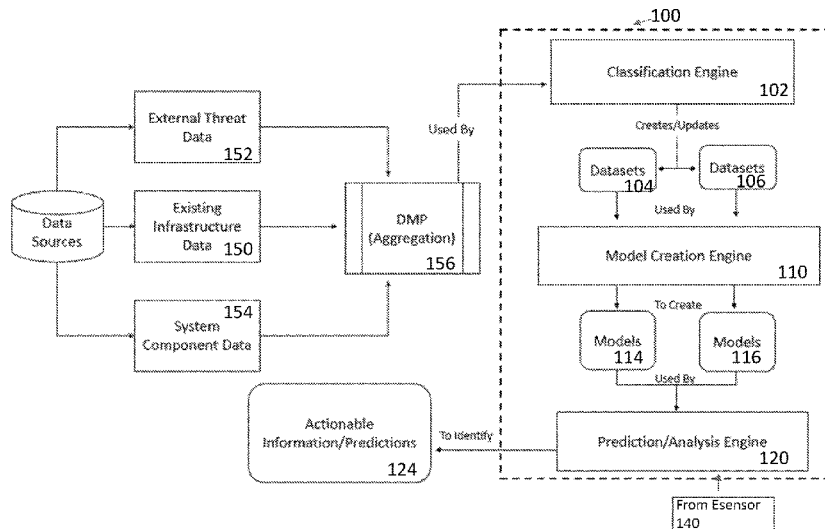 100
Classification Engine
102
External Threat
Data
152
Used By
Creates/Updates
Datasets
104
Datasets
106
Data
Sources
Existing
Infrastructure
Data
150
DMP
(Aggregation)
156
Used By
Model Creation Engine
110
154
System
Component Data
To Create
Models
114
Models
116
Used By
Actionable
Information/Predictions
124
To Identify
Prediction/Analysis Engine
120
From Esensor
140